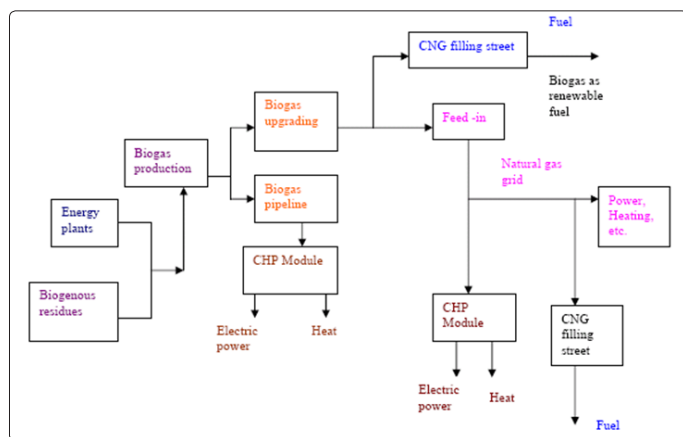 Fuel
CNG filling street
Biogas as
renewable
fuel
Biogas
upgrading
Feed -in
Biogas
production
Natural gas
grid
Biogas
pipeline
Power,
Heating,
etc.
Energy
plants
CHP Module
Biogenous
residues
Electric
power
Heat
CHP
Module
CNG
filling
street
Electric
power
Heat
Fuel